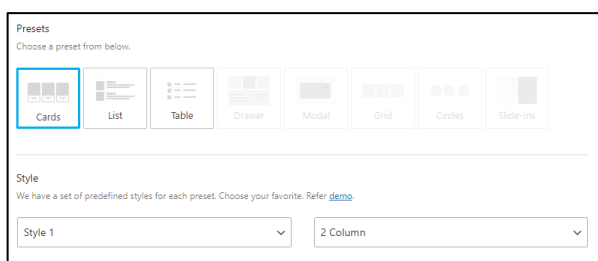 Presets
Choose a preset from below.
Cards List Table Drawer Modal Grid Circles Slide-Ins
Style
We have a set of predefined styles for each preset. Choose your favorite. Refer demo.
Style 1 2 Column